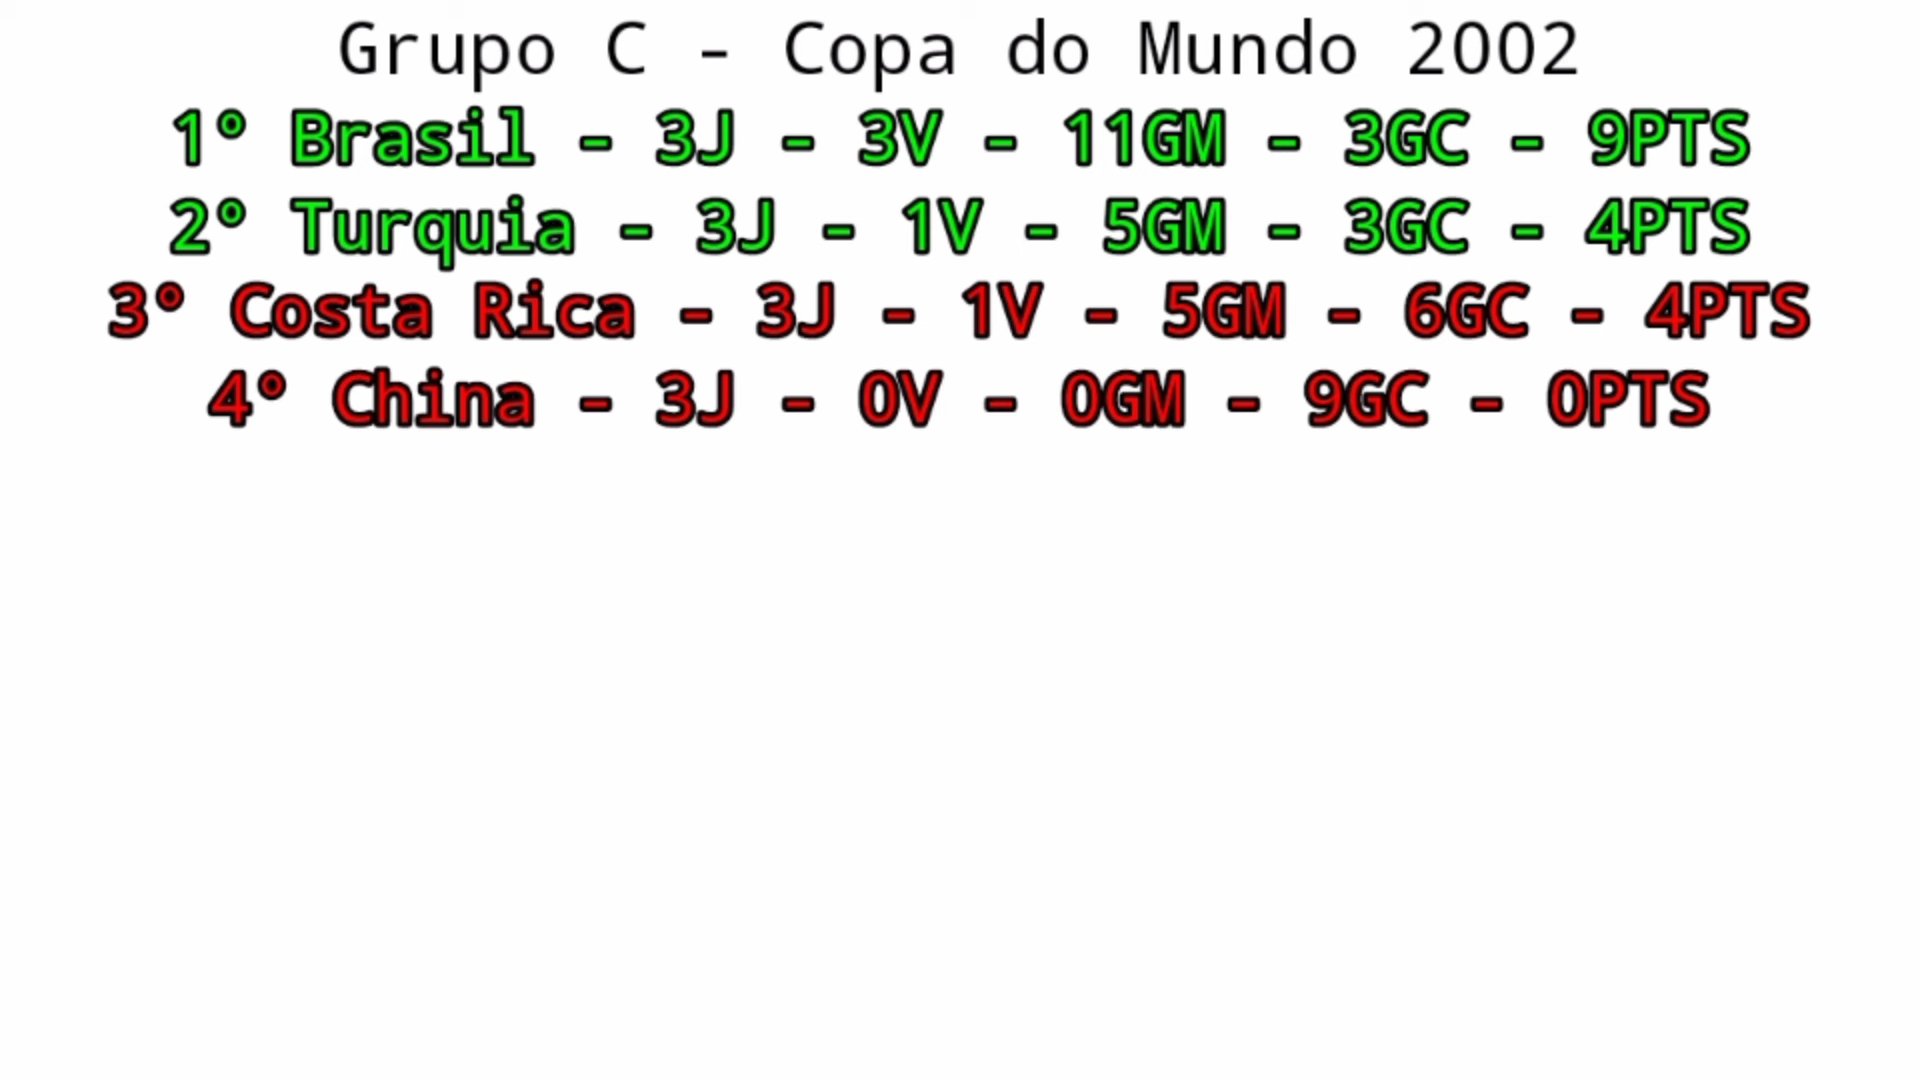 Grupo C - Copa do Mundo 2002
1° Brasil - 3J - 3V - 11GM - 3GC - 9PTS
2° Turquia - 3J - 1V - 5GM - 3GC - 4PTS
3° Costa Rica - 3J - 1V - 5GM - 6GC - 4PTS
4° China - 3J - 0V - 0GM - 9GC - 0PTS